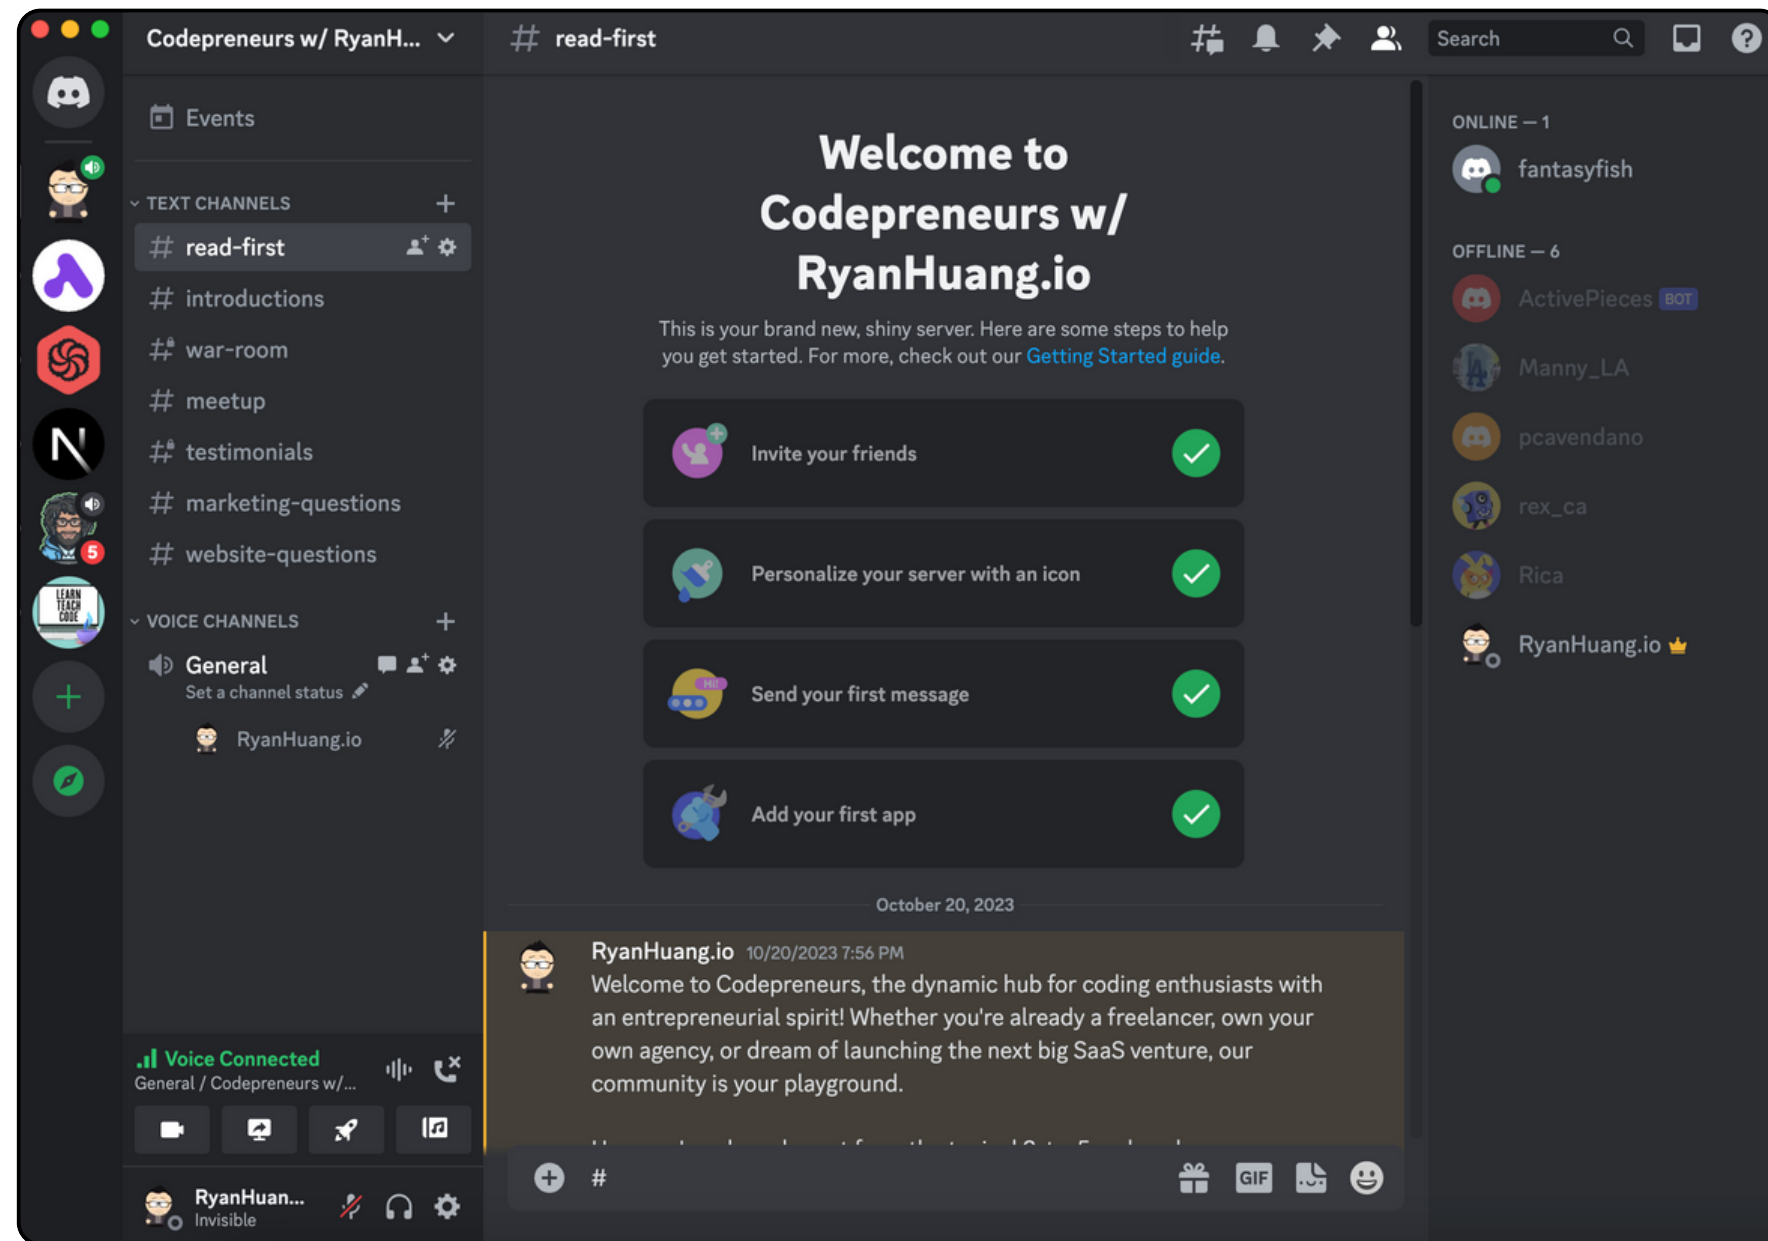 Codepreneurs w/ RyanH...
# read-first
Search
Events
TEXT CHANNELS
read-first
introductions
war-room
meetup
testimonials
marketing-questions
website-questions
5
LEARN
TEACH
CODE
VOICE CHANNELS
General
Set a channel status
RyanHuang.io
Voice Connected
General / Codepreneurs w/...
RyanHuan...
Invisible
Welcome to
Codepreneurs w/
RyanHuang.io
This is your brand new, shiny server. Here are some steps to help
you get started. For more, check out our Getting Started guide.
Invite your friends
Personalize your server with an icon
Hi!
Send your first message
Add your first app
October 20, 2023
RyanHuang.io 10/20/2023 7:56 PM
Welcome to Codepreneurs, the dynamic hub for coding enthusiasts with
an entrepreneurial spirit! Whether you're already a freelancer, own your
own agency, or dream of launching the next big SaaS venture, our
community is your playground.
#
GIF
ONLINE — 1
fantasyfish
OFFLINE — 6
ActivePieces BOT
Manny_LA
pcavendano
rex_ca
Rica
RyanHuang.io